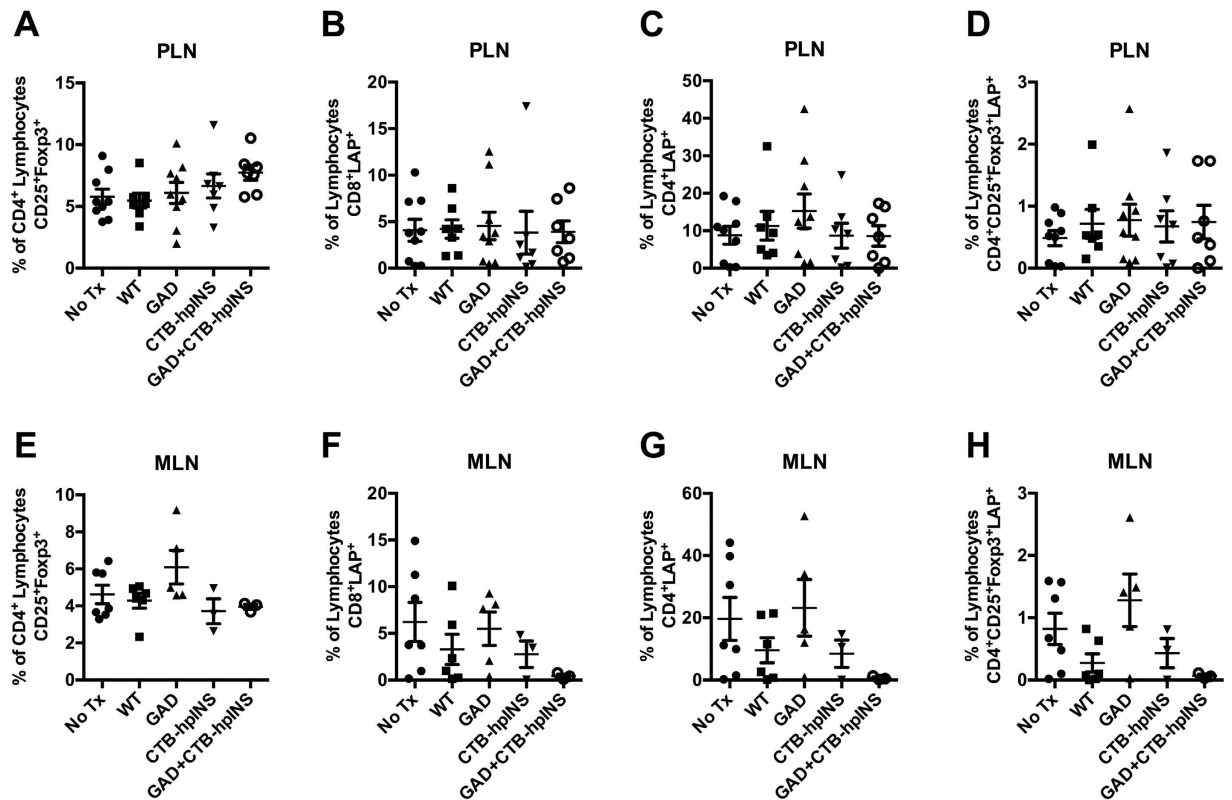 A
PLN
% of CD4⁺ Lymphocytes
CD25⁺Foxp3⁺
15
10
5
0
No Tx
WT
GAD
CTB-hpINS
GAD+CTB-hpINS
B
PLN
% of Lymphocytes
CD8⁺LAP⁺
20
15
10
5
0
No Tx
WT
GAD
CTB-hpINS
GAD+CTB-hpINS
C
PLN
% of Lymphocytes
CD4⁺LAP⁺
50
40
30
20
10
0
No Tx
WT
GAD
CTB-hpINS
GAD+CTB-hpINS
D
PLN
% of Lymphocytes
CD4⁺CD25⁺Foxp3⁺LAP⁺
3
2
1
0
No Tx
WT
GAD
CTB-hpINS
GAD+CTB-hpINS
E
MLN
% of CD4⁺ Lymphocytes
CD25⁺Foxp3⁺
10
8
6
4
2
0
No Tx
WT
GAD
CTB-hpINS
GAD+CTB-hpINS
F
MLN
% of Lymphocytes
CD8⁺LAP⁺
20
15
10
5
0
No Tx
WT
GAD
CTB-hpINS
GAD+CTB-hpINS
G
MLN
% of Lymphocytes
CD4⁺LAP⁺
60
40
20
0
No Tx
WT
GAD
CTB-hpINS
GAD+CTB-hpINS
H
MLN
% of Lymphocytes
CD4⁺CD25⁺Foxp3⁺LAP⁺
3
2
1
0
No Tx
WT
GAD
CTB-hpINS
GAD+CTB-hpINS